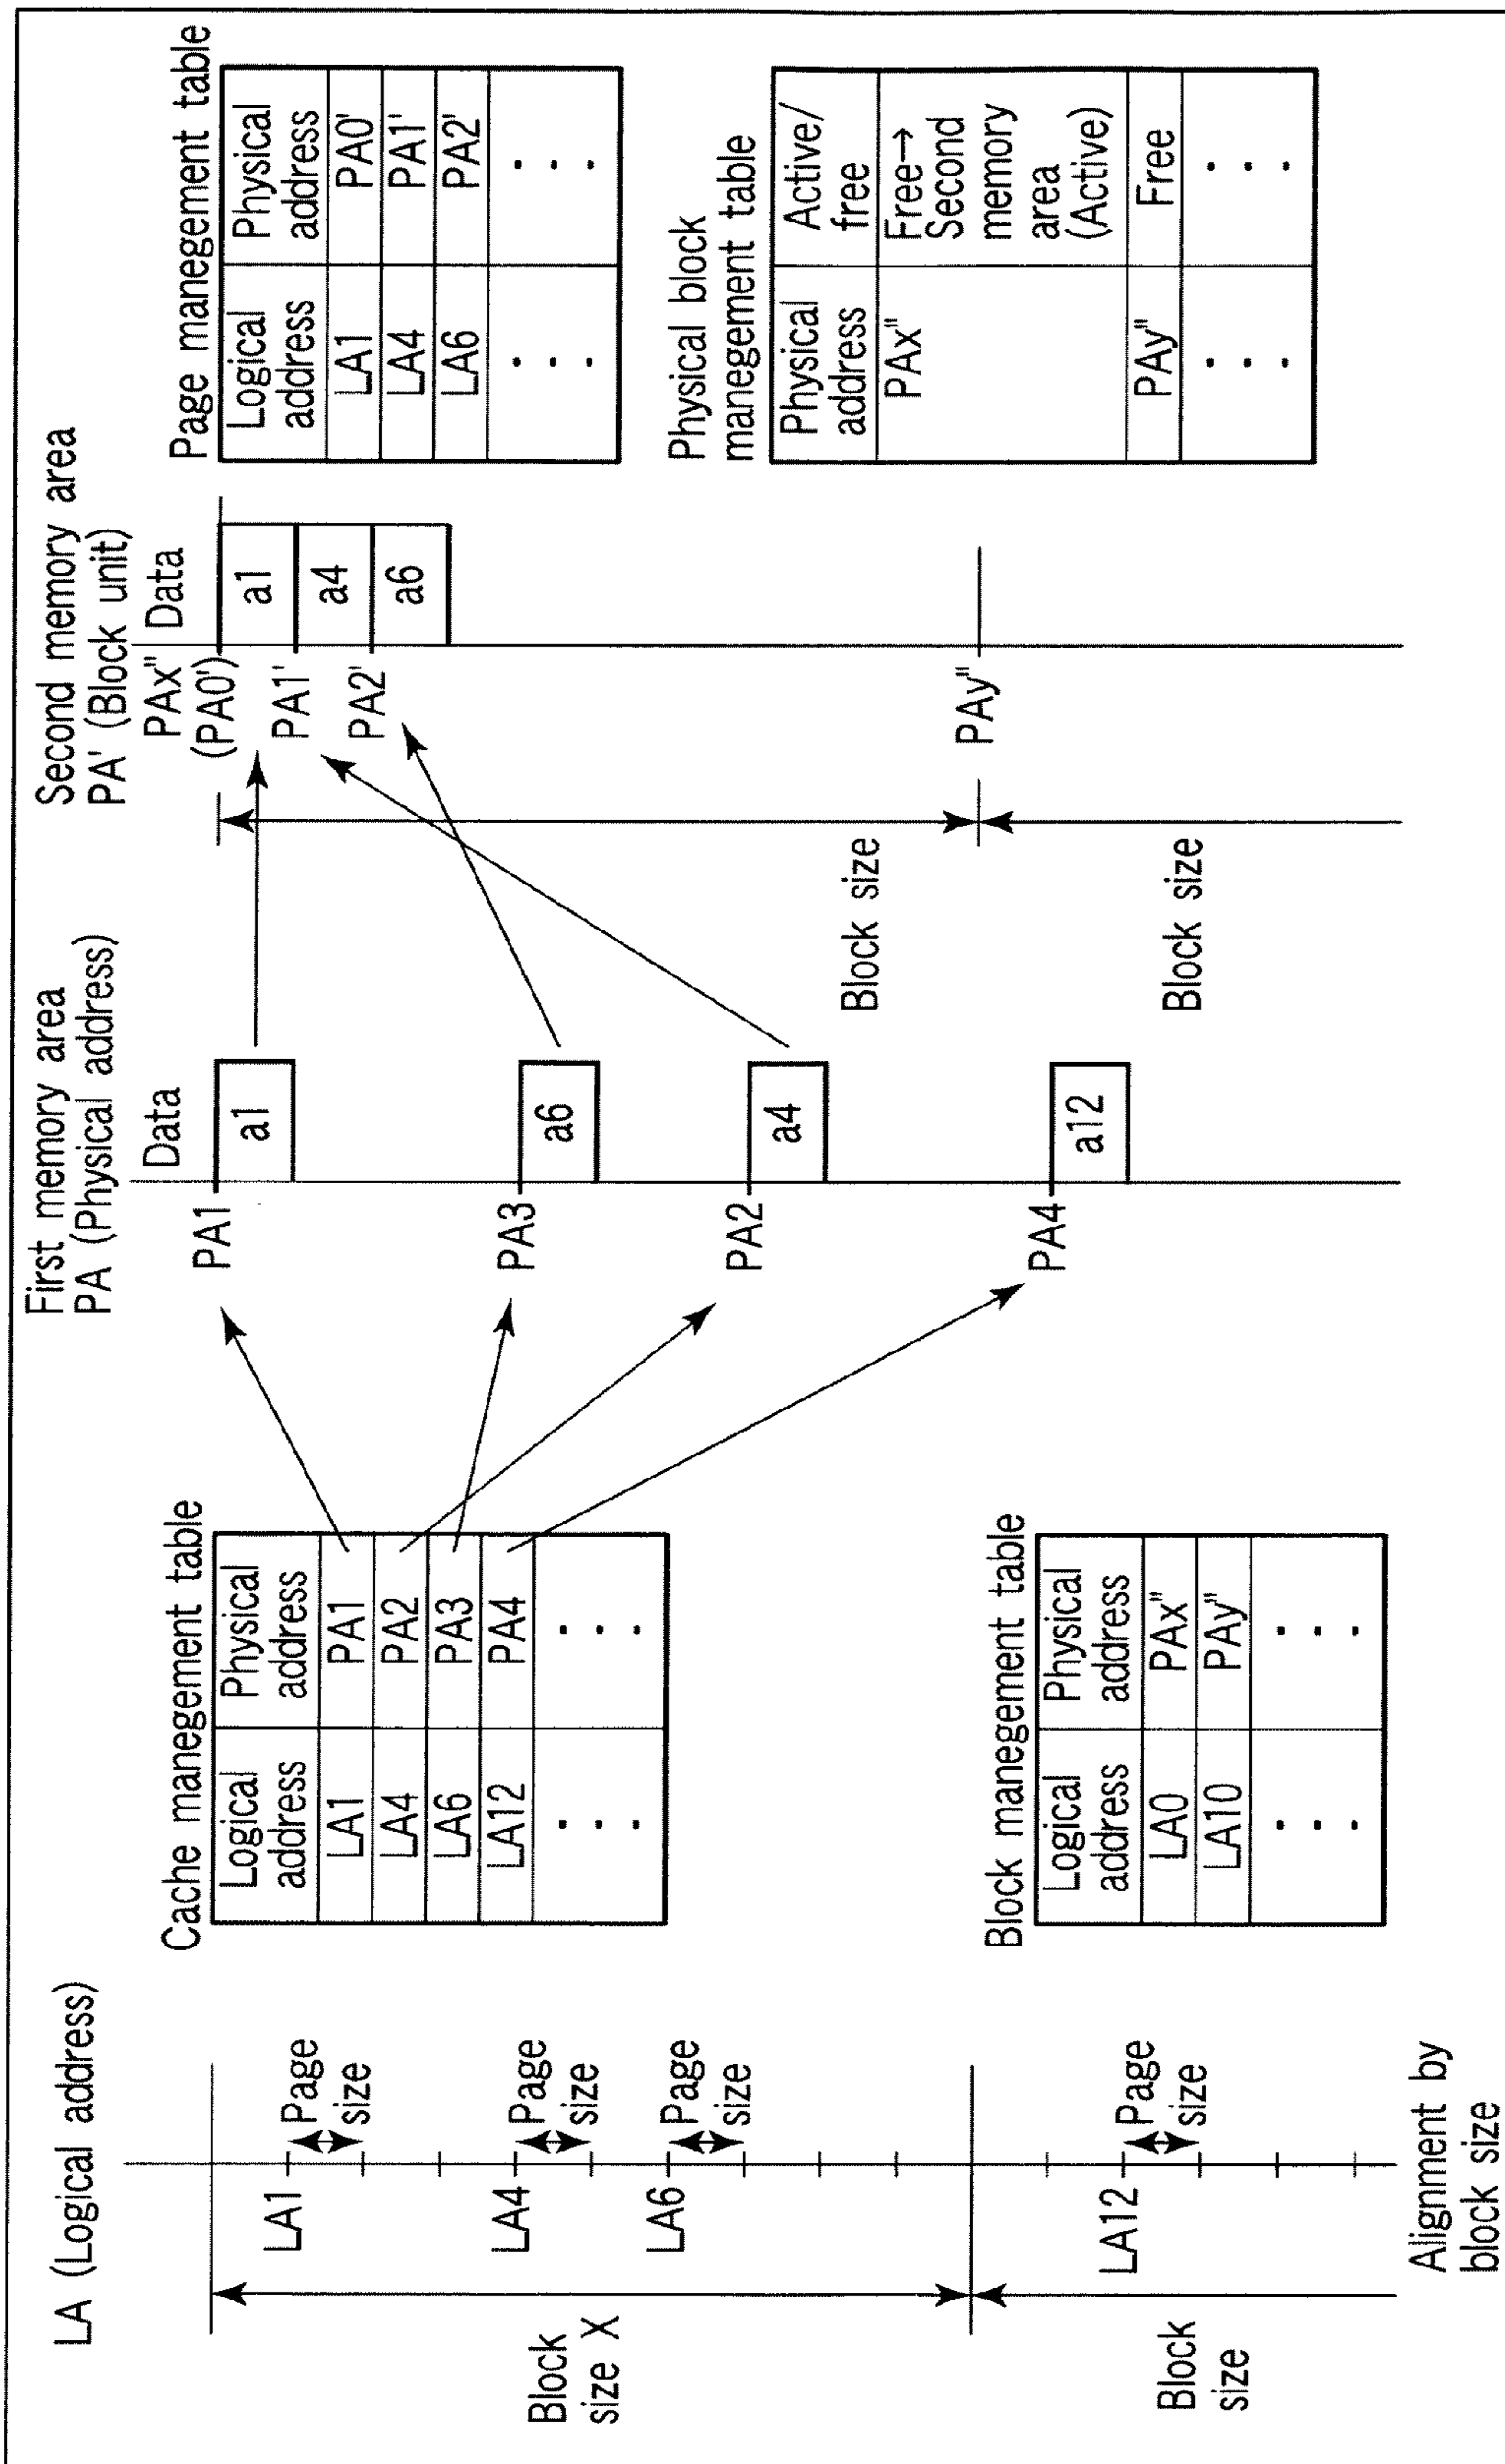 LA (Logical address)
LA1
Page
size
LA4
Page
size
LA6
Page
size
LA12
Page
size
Block
size X
Block
size
Alignment by
block size
Cache manegement table
Logical
address
Physical
address
LA1 PA1
LA4 PA2
LA6 PA3
LA12 PA4
Block manegement table
Logical
address
Physical
address
LA0 PAx"
LA10 PAy"
First memory area
PA (Physical address)
Data
PA1
a1
PA3
a6
PA2
a4
PA4
a12
Second memory area
PA' (Block unit)
PAx" Data
(PA0')
a1
PA1'
a4
PA2'
a6
PAy"
Block size
Block size
Page manegement table
Logical
address
Physical
address
LA1 PA0'
LA4 PA1'
LA6 PA2'
Physical block
manegement table
Physical
address
Active/
free
PAx" Free→
Second
memory
area
(Active)
PAy" Free